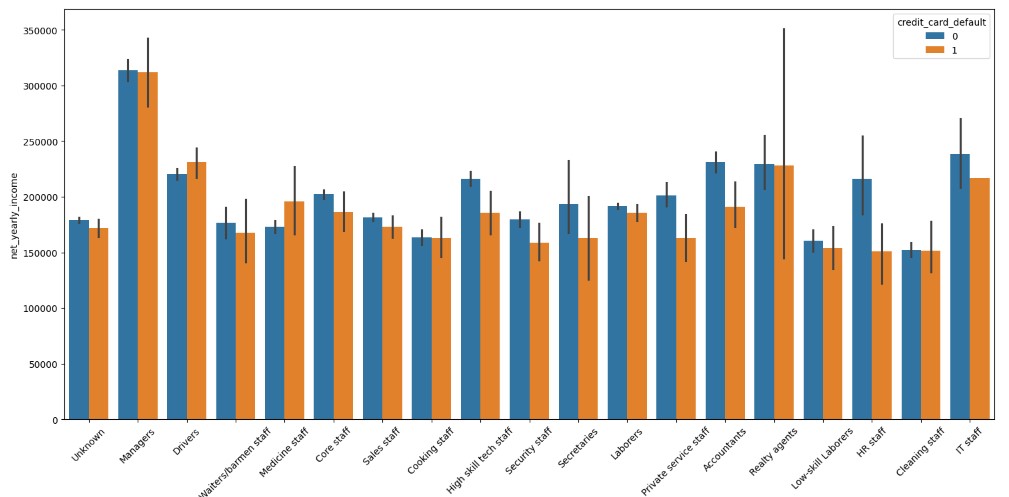 credit_card_default
0
1
350000
300000
250000
200000
150000
100000
50000
0
net_yearly_income
Unknown
Managers
Drivers
Waiters/barmen staff
Medicine staff
Core staff
Sales staff
Cooking staff
High skill tech staff
Security staff
Secretaries
Laborers
Private service staff
Accountants
Realty agents
Low-skill Laborers
HR staff
Cleaning staff
IT staff